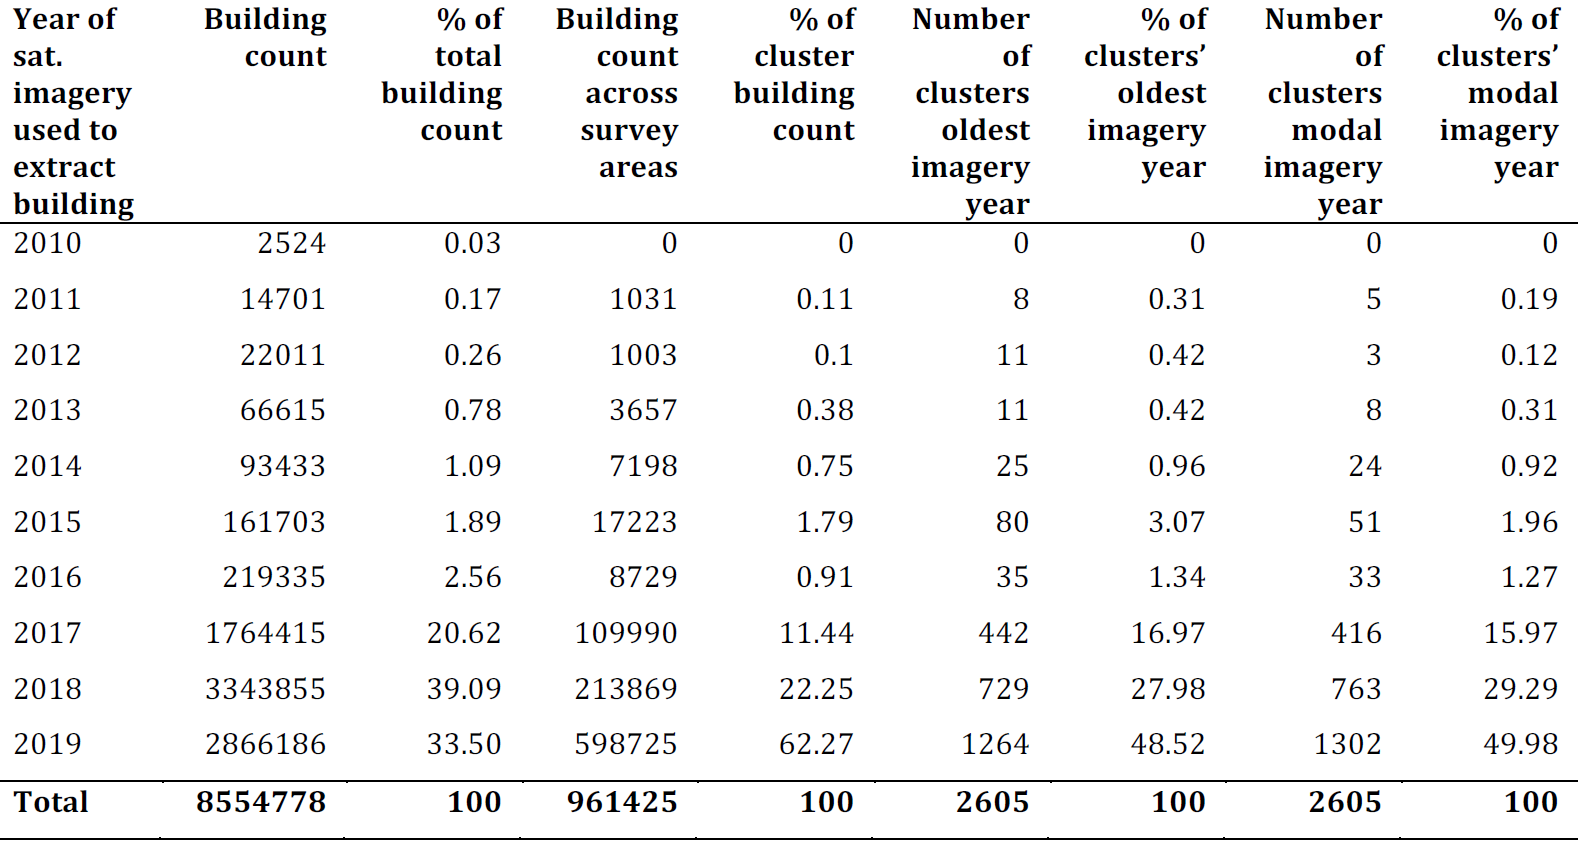 Year of sat. imagery used to extract building | Building count | % of total building count | Building count across survey areas | % of cluster building count | Number of clusters oldest imagery year | % of clusters’ oldest imagery year | Number of clusters modal imagery year | % of clusters’ modal imagery year
2010 2524 0.03 0 0 0 0 0 0
2011 14701 0.17 1031 0.11 8 0.31 5 0.19
2012 22011 0.26 1003 0.1 11 0.42 3 0.12
2013 66615 0.78 3657 0.38 11 0.42 8 0.31
2014 93433 1.09 7198 0.75 25 0.96 24 0.92
2015 161703 1.89 17223 1.79 80 3.07 51 1.96
2016 219335 2.56 8729 0.91 35 1.34 33 1.27
2017 1764415 20.62 109990 11.44 442 16.97 416 15.97
2018 3343855 39.09 213869 22.25 729 27.98 763 29.29
2019 2866186 33.50 598725 62.27 1264 48.52 1302 49.98
Total 8554778 100 961425 100 2605 100 2605 100